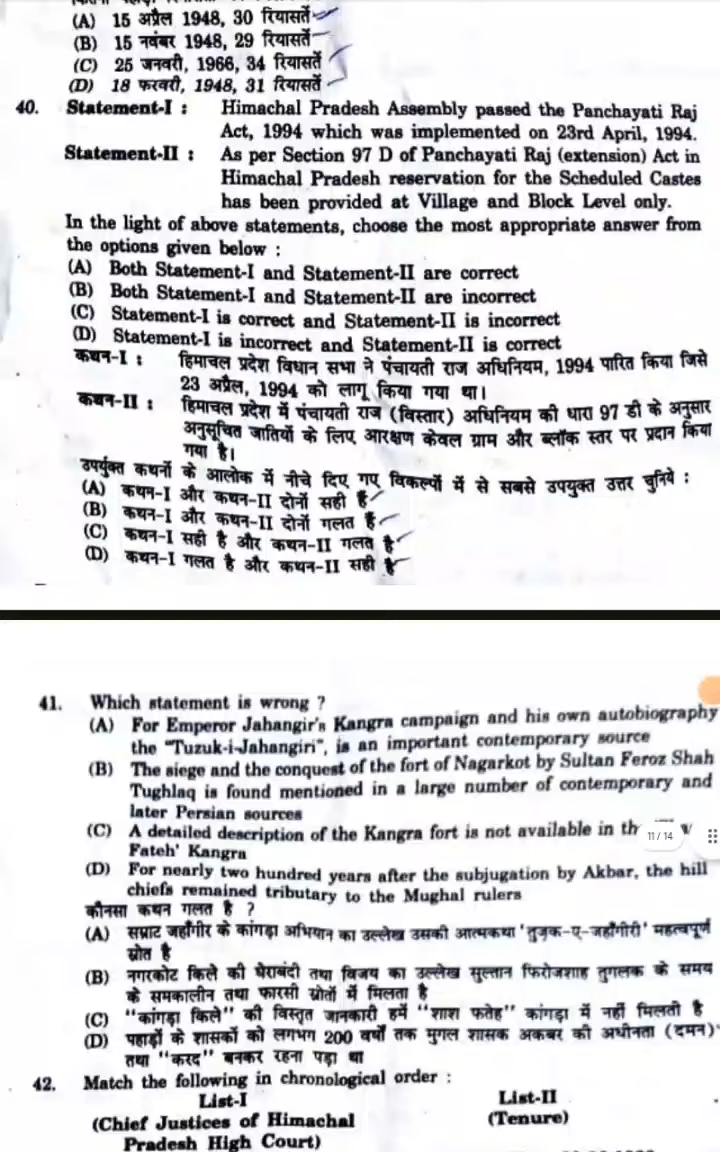 (A) 15 अप्रैल 1948, 30 रियासतें
(B) 15 नवंबर 1948, 29 रियासतें
(C) 25 जनवरी, 1966, 34 रियासतें
(D) 18 फरवरी, 1948, 31 रियासतें
40. Statement-I : Himachal Pradesh Assembly passed the Panchayati Raj
Act, 1994 which was implemented on 23rd April, 1994.
Statement-II : As per Section 97 D of Panchayati Raj (extension) Act in
Himachal Pradesh reservation for the Scheduled Castes
has been provided at Village and Block Level only.
In the light of above statements, choose the most appropriate answer from
the options given below :
(A) Both Statement-I and Statement-II are correct
(B) Both Statement-I and Statement-II are incorrect
(C) Statement-I is correct and Statement-II is incorrect
(D) Statement-I is incorrect and Statement-II is correct
कथन-I : हिमाचल प्रदेश विधान सभा ने पंचायती राज अधिनियम, 1994 पारित किया जिसे
23 अप्रैल, 1994 को लागू किया गया था।
कथन-II : हिमाचल प्रदेश में पंचायती राज (विस्तार) अधिनियम की धारा 97 डी के अनुसार
अनुसूचित जातियों के लिए आरक्षण केवल ग्राम और ब्लॉक स्तर पर प्रदान किया
गया है।
उपर्युक्त कथनों के आलोक में नीचे दिए गए विकल्पों में से सबसे उपयुक्त उत्तर चुनिये :
(A) कथन-I और कथन-II दोनों सही हैं
(B) कथन-I और कथन-II दोनों गलत हैं
(C) कथन-I सही है और कथन-II गलत है
(D) कथन-I गलत है और कथन-II सही है
41. Which statement is wrong ?
(A) For Emperor Jahangir's Kangra campaign and his own autobiography
the "Tuzuk-i-Jahangiri", is an important contemporary source
(B) The siege and the conquest of the fort of Nagarkot by Sultan Feroz Shah
Tughlaq is found mentioned in a large number of contemporary and
later Persian sources
(C) A detailed description of the Kangra fort is not available in th
11 / 14
Fateh' Kangra
(D) For nearly two hundred years after the subjugation by Akbar, the hill
chiefs remained tributary to the Mughal rulers
कौनसा कथन गलत है ?
(A) सम्राट जहाँगीर के कांगड़ा अभियान का उल्लेख उसकी आत्मकथा 'तुज़क-ए-जहाँगीरी' महत्वपूर्ण
स्रोत है
(B) नगरकोट किले की घेराबंदी तथा विजय का उल्लेख सुल्तान फिरोजशाह तुगलक के समय
के समकालीन तथा फारसी स्रोतों में मिलता है
(C) "कांगड़ा किले" की विस्तृत जानकारी हमें "शाश फतेह" कांगड़ा में नहीं मिलती है
(D) पहाड़ों के शासकों को लगभग 200 वर्षों तक मुगल शासक अकबर की अधीनता (दमन)
तथा "करद" बनकर रहना पड़ा था
42. Match the following in chronological order :
List-I List-II
(Chief Justices of Himachal (Tenure)
Pradesh High Court)